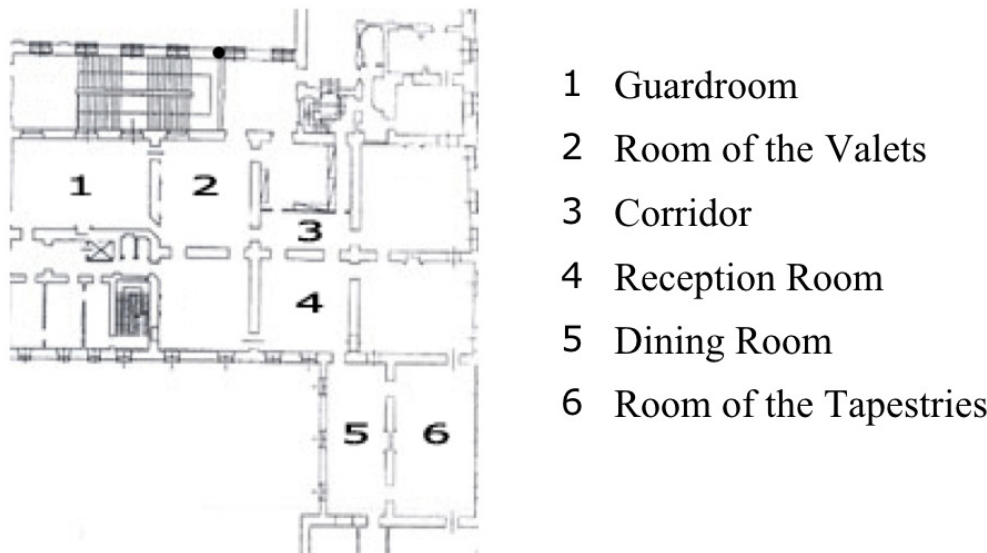 1
2
3
4
5
6
1 Guardroom
2 Room of the Valets
3 Corridor
4 Reception Room
5 Dining Room
6 Room of the Tapestries